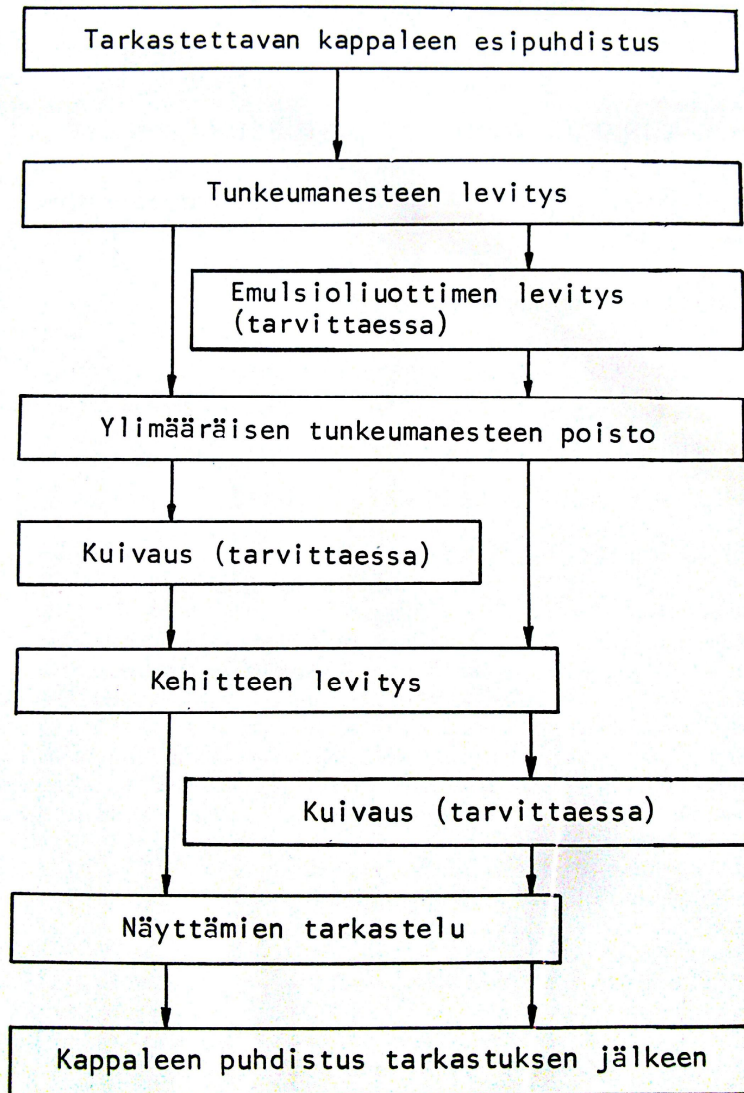 Tarkastettavan kappaleen esipuhdistus
Tunkeumanesteen levitys
Emulsioliuottimen levitys
(tarvittaessa)
Ylimääräisen tunkeumanesteen poisto
Kuivaus (tarvittaessa)
Kehitteen levitys
Kuivaus (tarvittaessa)
Näyttämien tarkastelu
Kappaleen puhdistus tarkastuksen jälkeen